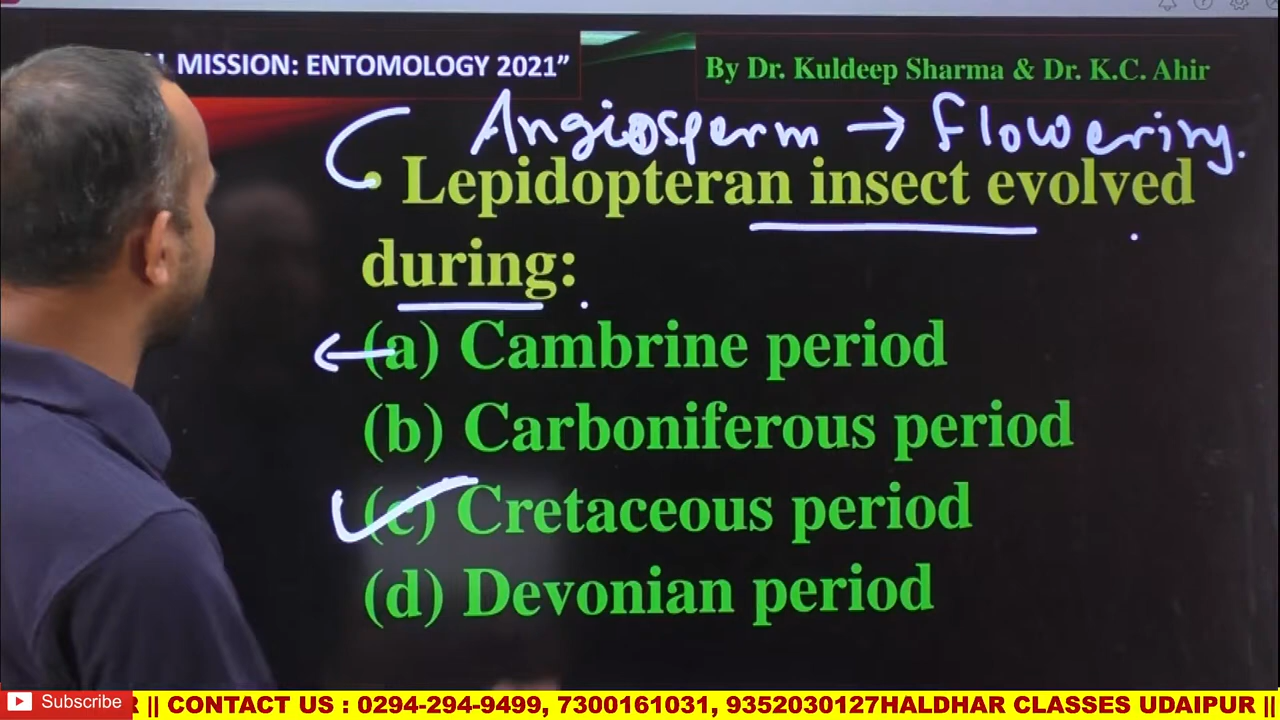 L MISSION: ENTOMOLOGY 2021”
By Dr. Kuldeep Sharma & Dr. K.C. Ahir
Angiosperm → Flowering.
• Lepidopteran insect evolved
during:
(a) Cambrine period
(b) Carboniferous period
(c) Cretaceous period
(d) Devonian period
Subscribe
R || CONTACT US : 0294-294-9499, 7300161031, 9352030127HALDHAR CLASSES UDAIPUR ||